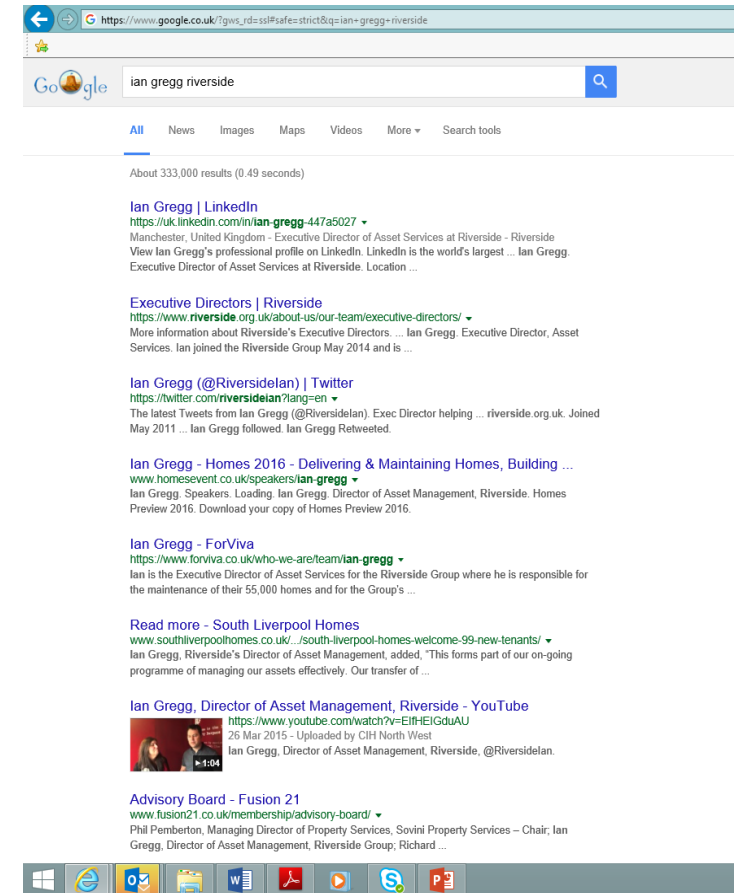 https://www.google.co.uk/?gws_rd=ssl#safe=strict&q=ian+gregg+riverside
Google
ian gregg riverside
All News Images Maps Videos More Search tools
About 333,000 results (0.49 seconds)
Ian Gregg | LinkedIn
https://uk.linkedin.com/in/ian-gregg-447a5027
Manchester, United Kingdom - Executive Director of Asset Services at Riverside - Riverside
View Ian Gregg's professional profile on LinkedIn. LinkedIn is the world's largest ... Ian Gregg.
Executive Director of Asset Services at Riverside. Location ...
Executive Directors | Riverside
https://www.riverside.org.uk/about-us/our-team/executive-directors/
More information about Riverside's Executive Directors. ... Ian Gregg. Executive Director, Asset
Services. Ian joined the Riverside Group May 2014 and is ...
Ian Gregg (@RiversideIan) | Twitter
https://twitter.com/riversideian?lang=en
The latest Tweets from Ian Gregg (@RiversideIan). Exec Director helping ... riverside.org.uk. Joined
May 2011 ... Ian Gregg followed. Ian Gregg Retweeted.
Ian Gregg - Homes 2016 - Delivering & Maintaining Homes, Building ...
www.homesevent.co.uk/speakers/ian-gregg
Ian Gregg. Speakers. Loading. Ian Gregg. Director of Asset Management, Riverside. Homes
Preview 2016. Download your copy of Homes Preview 2016.
Ian Gregg - ForViva
https://www.forviva.co.uk/who-we-are/team/ian-gregg
Ian is the Executive Director of Asset Services for the Riverside Group where he is responsible for
the maintenance of their 55,000 homes and for the Group's ...
Read more - South Liverpool Homes
www.southliverpoolhomes.co.uk/.../south-liverpool-homes-welcome-99-new-tenants/
Ian Gregg, Riverside's Director of Asset Management, added, "This forms part of our on-going
programme of managing our assets effectively. Our transfer of ...
Ian Gregg, Director of Asset Management, Riverside - YouTube
https://www.youtube.com/watch?v=EIfHEIGduAU
26 Mar 2015 - Uploaded by CIH North West
Ian Gregg, Director of Asset Management, Riverside, @RiversideIan.
1:04
Advisory Board - Fusion 21
www.fusion21.co.uk/membership/advisory-board/
Phil Pemberton, Managing Director of Property Services, Sovini Property Services – Chair; Ian
Gregg, Director of Asset Management, Riverside Group; Richard ...